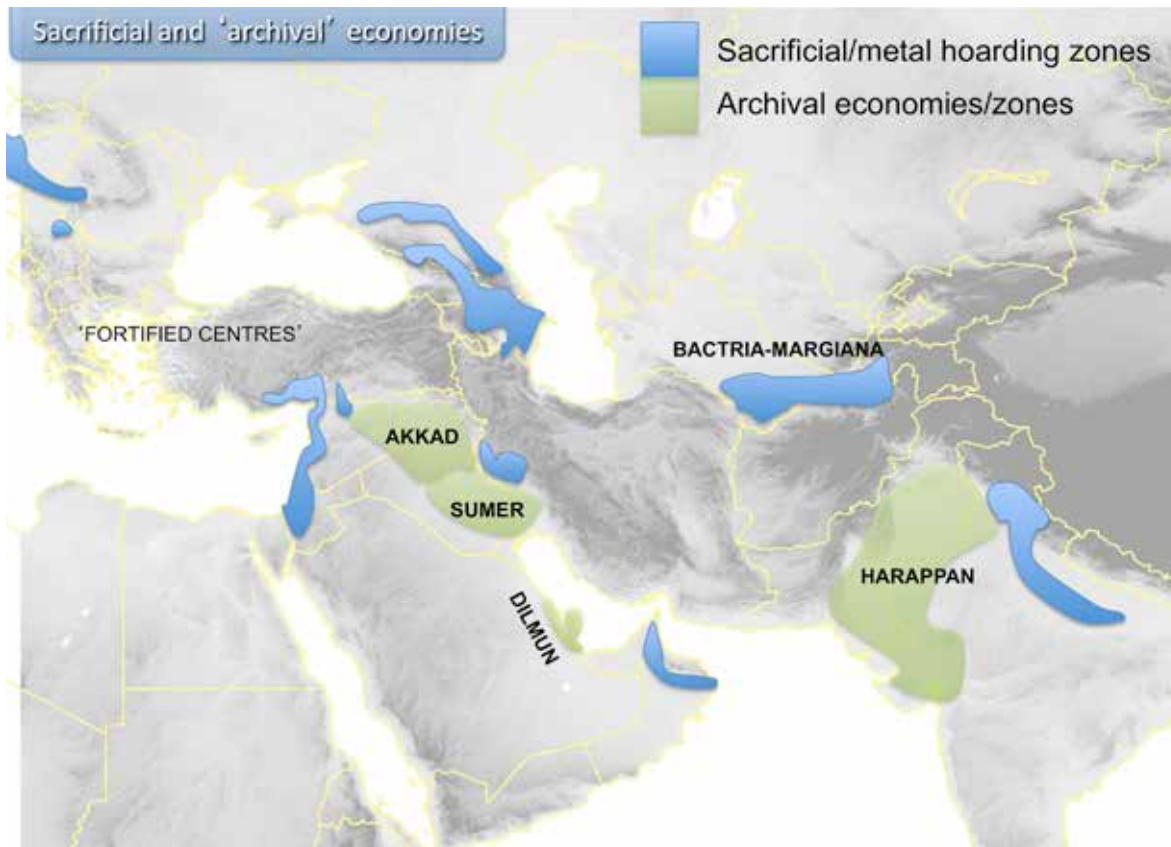 Sacrificial and 'archival' economies
Sacrificial/metal hoarding zones
Archival economies/zones
'FORTIFIED CENTRES'
BACTRIA-MARGIANA
AKKAD
SUMER
HARAPPAN
DILMUN